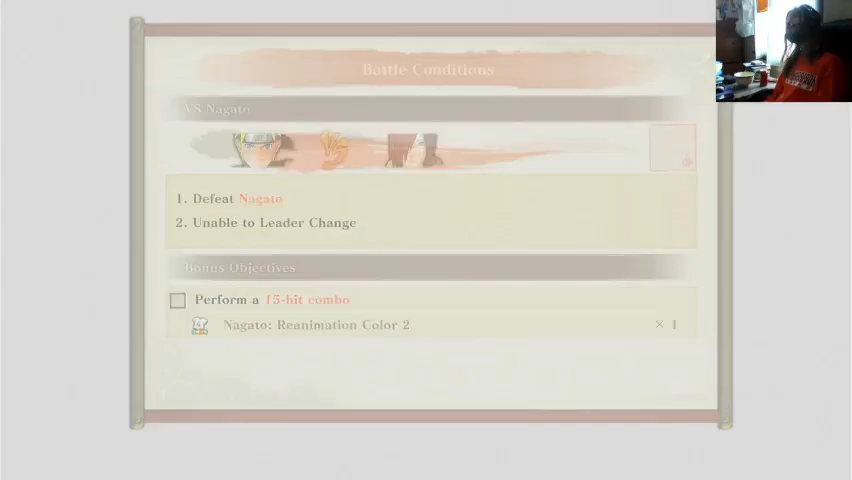 Battle Conditions
VS Nagato
1. Defeat Nagato
2. Unable to Leader Change
Bonus Objectives
Perform a 15-hit combo
Nagato: Reanimation Color 2 × 1